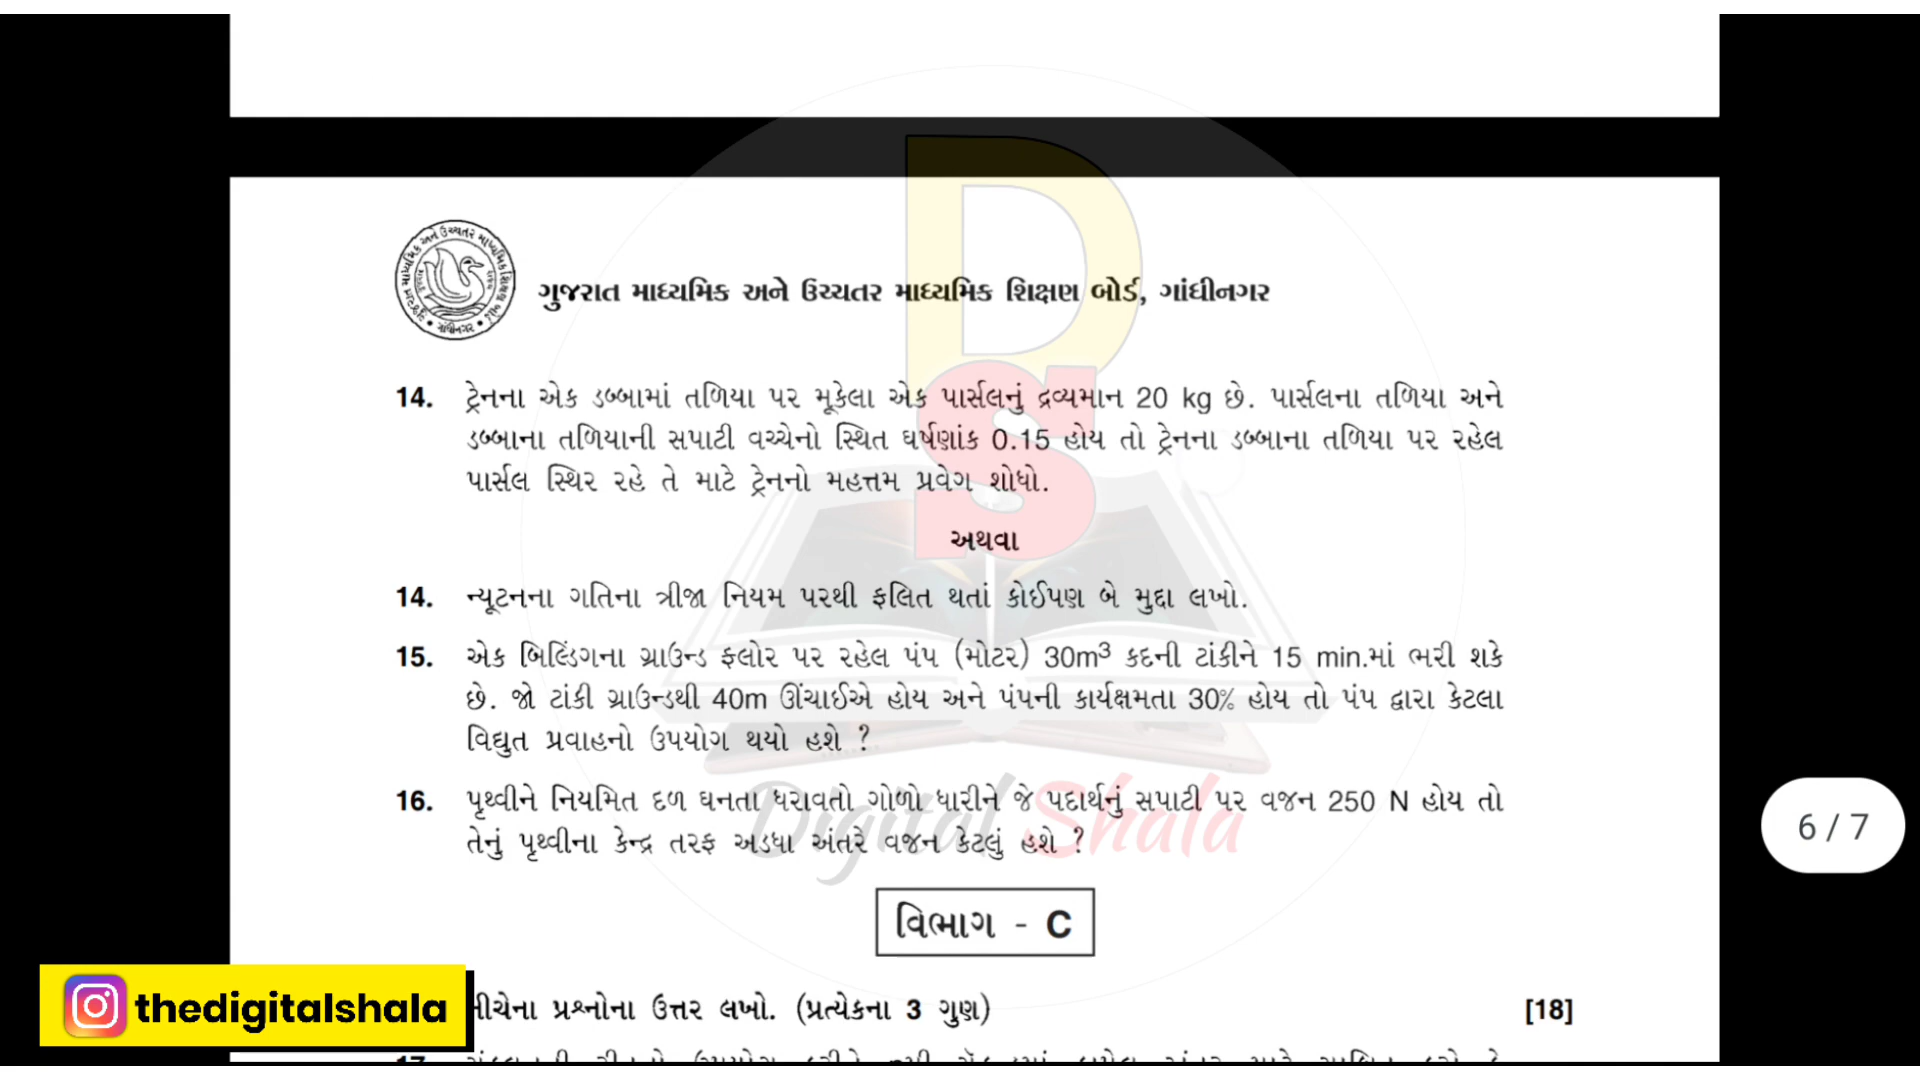 ગુજરાત માધ્યમિક અને ઉચ્ચતર માધ્યમિક શિક્ષણ બોર્ડ, ગાંધીનગર
14. ટ્રેનના એક ડબ્બામાં તળિયા પર મૂકેલા એક પાર્સલનું દ્રવ્યમાન 20 kg છે. પાર્સલના તળિયા અને
ડબ્બાના તળિયાની સપાટી વચ્ચેનો સ્થિત ઘર્ષણાંક 0.15 હોય તો ટ્રેનના ડબ્બાના તળિયા પર રહેલ
પાર્સલ સ્થિર રહે તે માટે ટ્રેનનો મહત્તમ પ્રવેગ શોધો.
અથવા
14. ન્યૂટનના ગતિના ત્રીજા નિયમ પરથી ફલિત થતાં કોઈપણ બે મુદ્દા લખો.
15. એક બિલ્ડિંગના ગ્રાઉન્ડ ફ્લોર પર રહેલ પંપ (મોટર) 30m³ કદની ટાંકીને 15 min.માં ભરી શકે
છે. જો ટાંકી ગ્રાઉન્ડથી 40m ઊંચાઈએ હોય અને પંપની કાર્યક્ષમતા 30% હોય તો પંપ દ્વારા કેટલા
વિદ્યુત પ્રવાહનો ઉપયોગ થયો હશે ?
16. પૃથ્વીને નિયમિત દળ ઘનતા ધરાવતો ગોળો ધારીને જે પદાર્થનું સપાટી પર વજન 250 N હોય તો
તેનું પૃથ્વીના કેન્દ્ર તરફ અડધા અંતરે વજન કેટલું હશે ?
Digital Shala
6 / 7
વિભાગ - C
thedigitalshala
પ્રશ્નોના ઉત્તર લખો. (પ્રત્યેકના 3 ગુણ) [18]